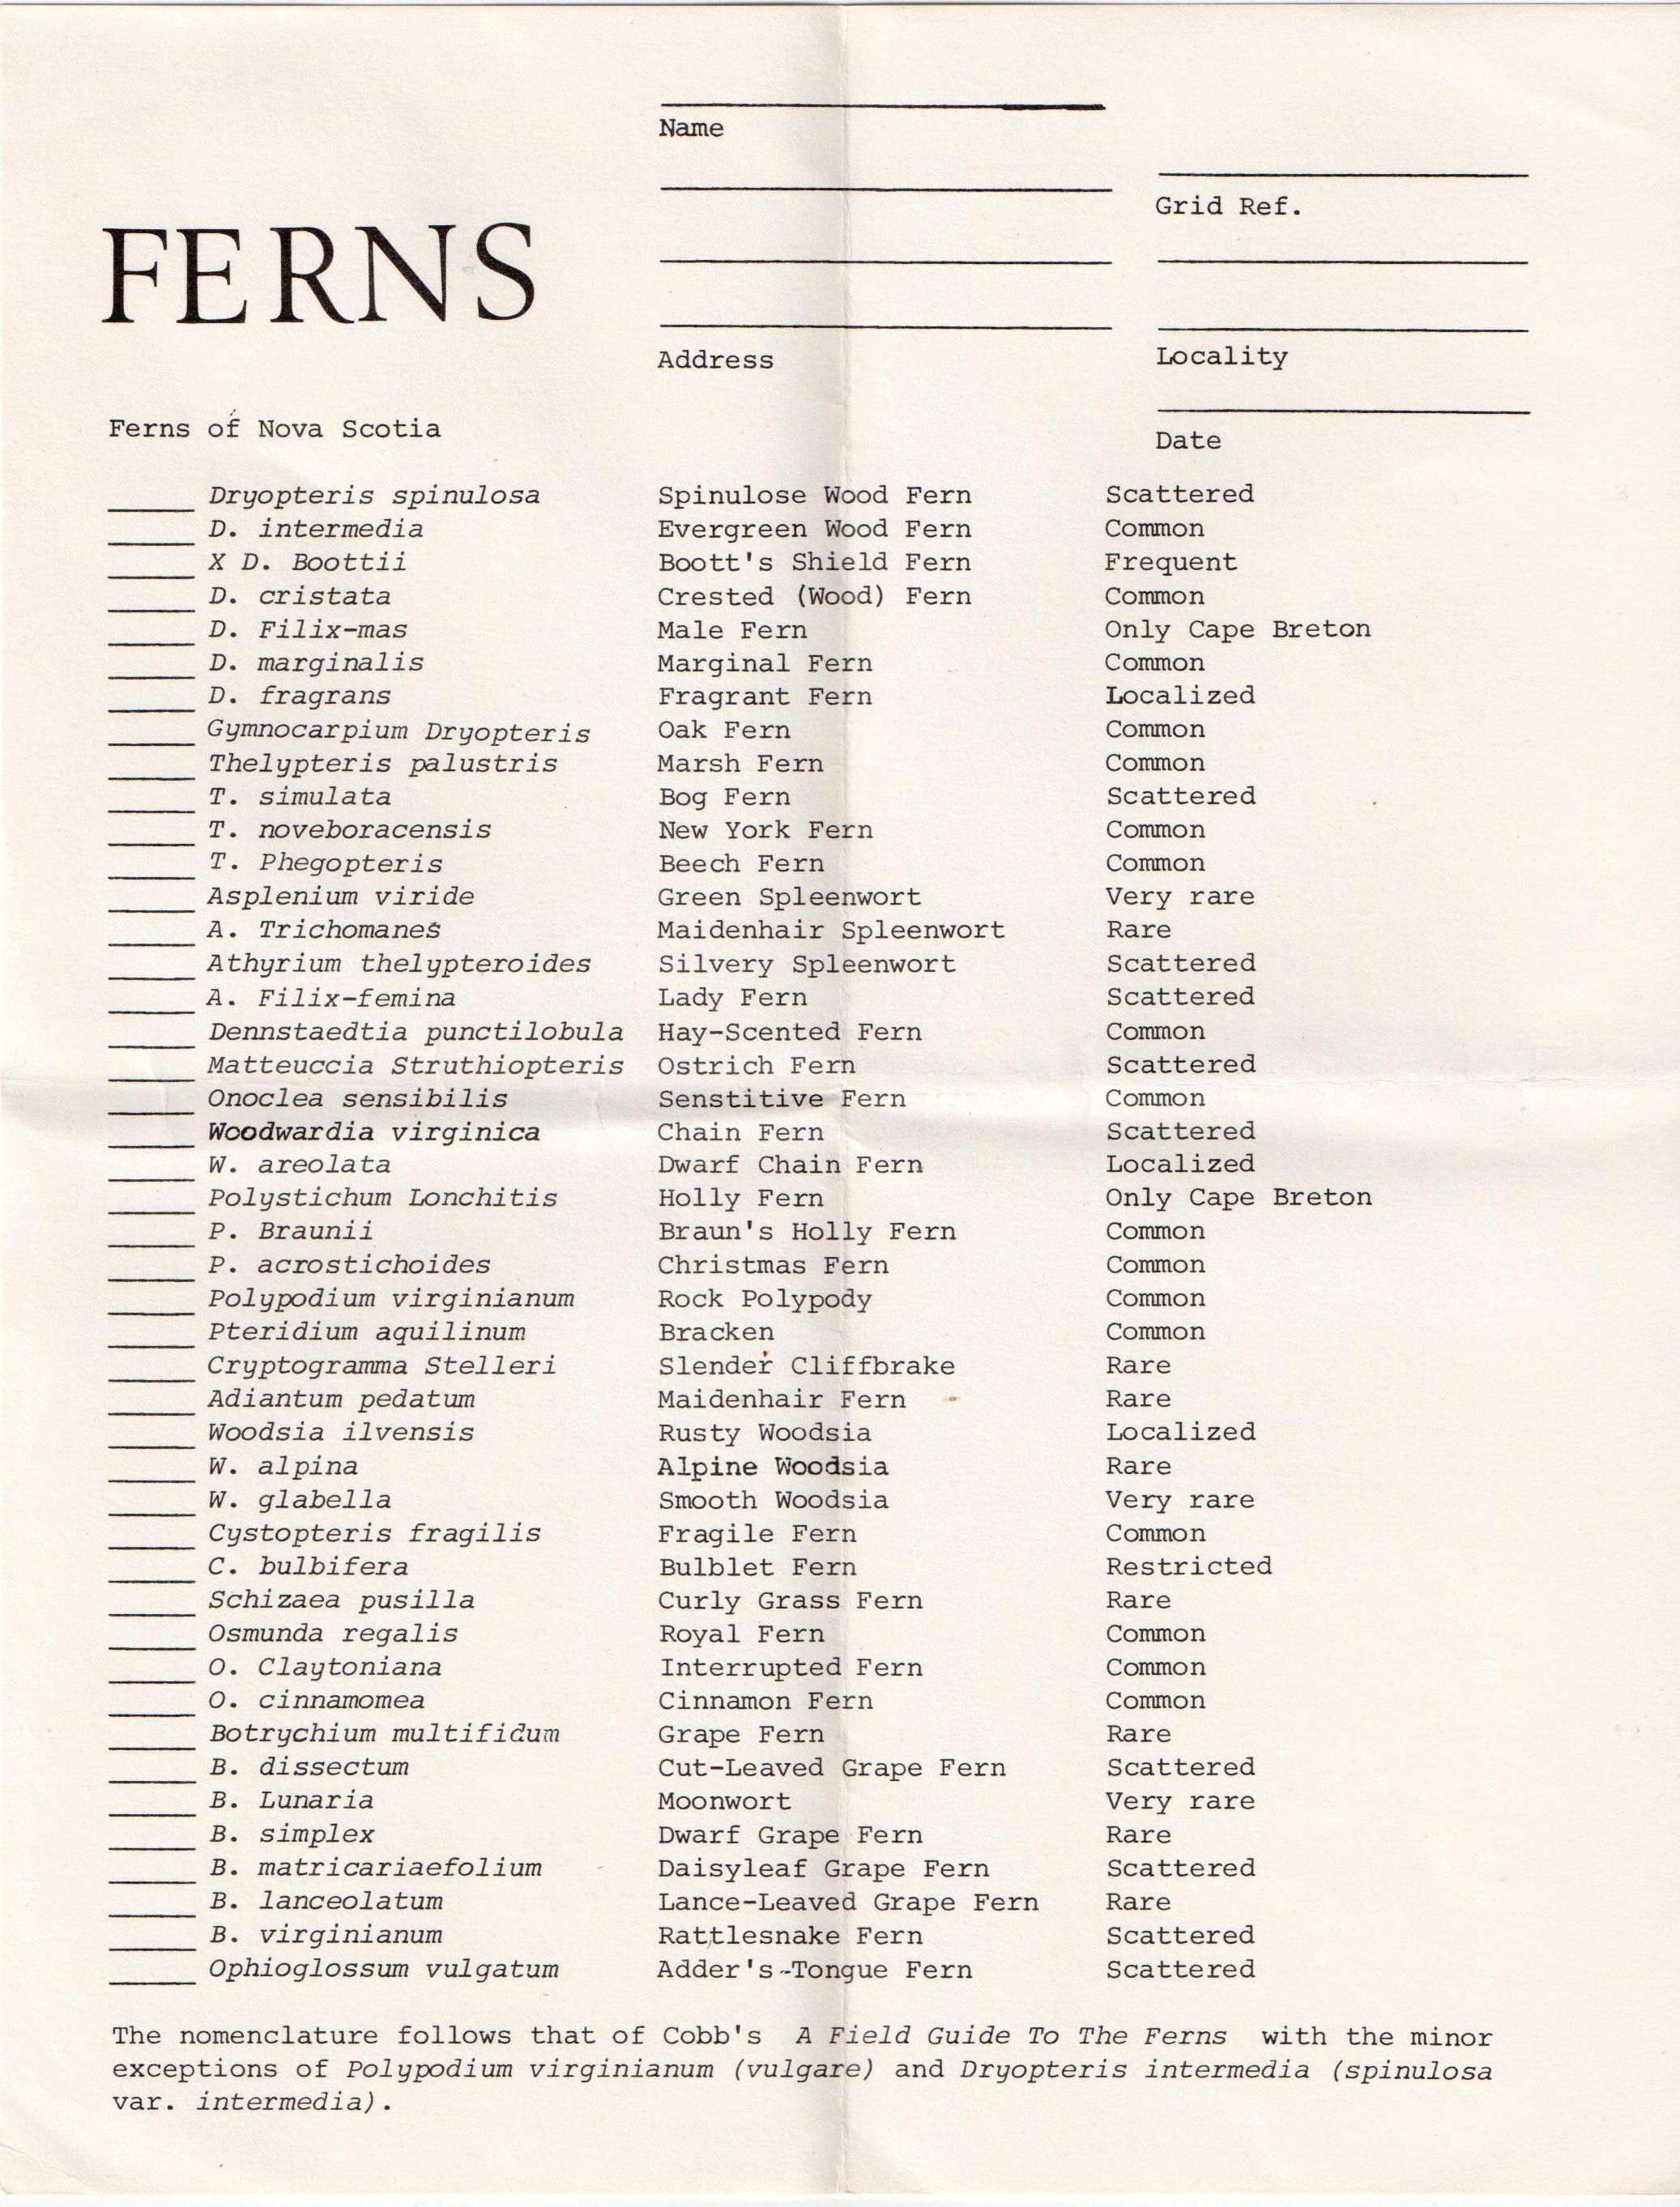 Name
Grid Ref.
FERNS
Address
Locality
Ferns of Nova Scotia
Date
Dryopteris spinulosa Spinulose Wood Fern Scattered
D. intermedia Evergreen Wood Fern Common
X D. Boottii Boott's Shield Fern Frequent
D. cristata Crested (Wood) Fern Common
D. Filix-mas Male Fern Only Cape Breton
D. marginalis Marginal Fern Common
D. fragrans Fragrant Fern Localized
Gymnocarpium Dryopteris Oak Fern Common
Thelypteris palustris Marsh Fern Common
T. simulata Bog Fern Scattered
T. noveboracensis New York Fern Common
T. Phegopteris Beech Fern Common
Asplenium viride Green Spleenwort Very rare
A. Trichomanes Maidenhair Spleenwort Rare
Athyrium thelypteroides Silvery Spleenwort Scattered
A. Filix-femina Lady Fern Scattered
Dennstaedtia punctilobula Hay-Scented Fern Common
Matteuccia Struthiopteris Ostrich Fern Scattered
Onoclea sensibilis Senstitive Fern Common
Woodwardia virginica Chain Fern Scattered
W. areolata Dwarf Chain Fern Localized
Polystichum Lonchitis Holly Fern Only Cape Breton
P. Braunii Braun's Holly Fern Common
P. acrostichoides Christmas Fern Common
Polypodium virginianum Rock Polypody Common
Pteridium aquilinum Bracken Common
Cryptogramma Stelleri Slender Cliffbrake Rare
Adiantum pedatum Maidenhair Fern Rare
Woodsia ilvensis Rusty Woodsia Localized
W. alpina Alpine Woodsia Rare
W. glabella Smooth Woodsia Very rare
Cystopteris fragilis Fragile Fern Common
C. bulbifera Bulblet Fern Restricted
Schizaea pusilla Curly Grass Fern Rare
Osmunda regalis Royal Fern Common
O. Claytoniana Interrupted Fern Common
O. cinnamomea Cinnamon Fern Common
Botrychium multifidum Grape Fern Rare
B. dissectum Cut-Leaved Grape Fern Scattered
B. Lunaria Moonwort Very rare
B. simplex Dwarf Grape Fern Rare
B. matricariaefolium Daisyleaf Grape Fern Scattered
B. lanceolatum Lance-Leaved Grape Fern Rare
B. virginianum Rattlesnake Fern Scattered
Ophioglossum vulgatum Adder's-Tongue Fern Scattered
The nomenclature follows that of Cobb's A Field Guide To The Ferns with the minor
exceptions of Polypodium virginianum (vulgare) and Dryopteris intermedia (spinulosa
var. intermedia).